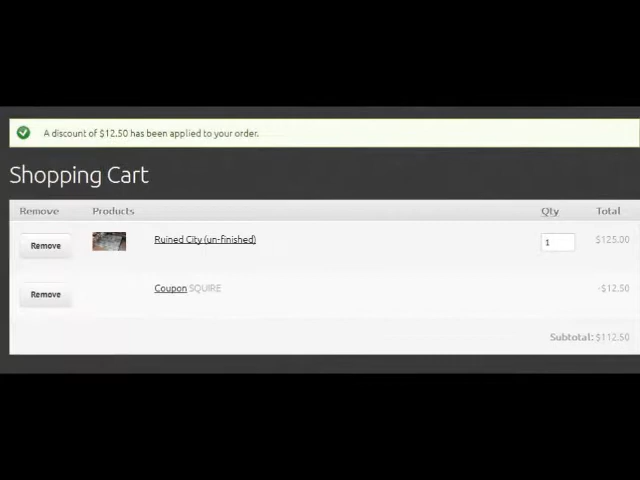 A discount of $12.50 has been applied to your order.
Shopping Cart
Remove Products Qty Total
Remove Ruined City (un-finished) 1 $125.00
Remove Coupon SQUIRE -$12.50
Subtotal: $112.50